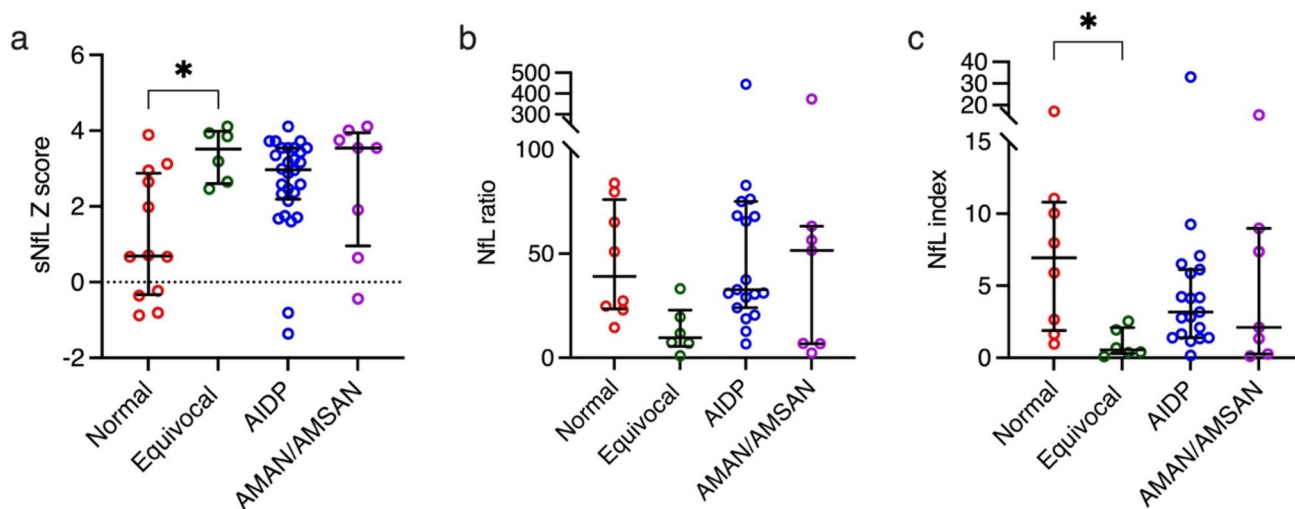 a
sNfL Z score
6
4
2
0
-2
*
Normal
Equivocal
AIDP
AMAN/AMSAN
b
NfL ratio
500
400
300
100
50
0
Normal
Equivocal
AIDP
AMAN/AMSAN
c
NfL index
40
30
20
15
10
5
0
*
Normal
Equivocal
AIDP
AMAN/AMSAN